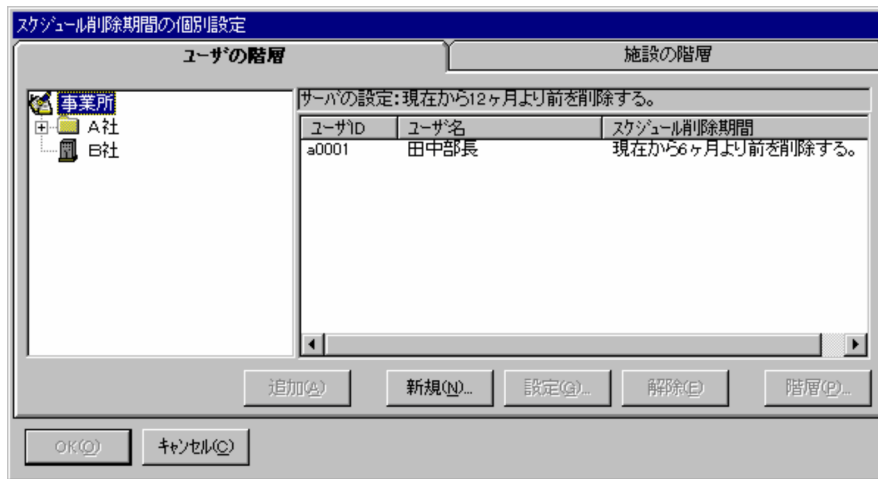 スケジュール削除期間の個別設定
ユーザの階層
施設の階層
事業所
A社
B社
サーバの設定:現在から12ヶ月より前を削除する。
ユーザID ユーザ名 スケジュール削除期間
a0001 田中部長 現在から6ヶ月より前を削除する。
追加(A) 新規(N)... 設定(G)... 解除(E) 階層(P)...
OK(O) キャンセル(C)